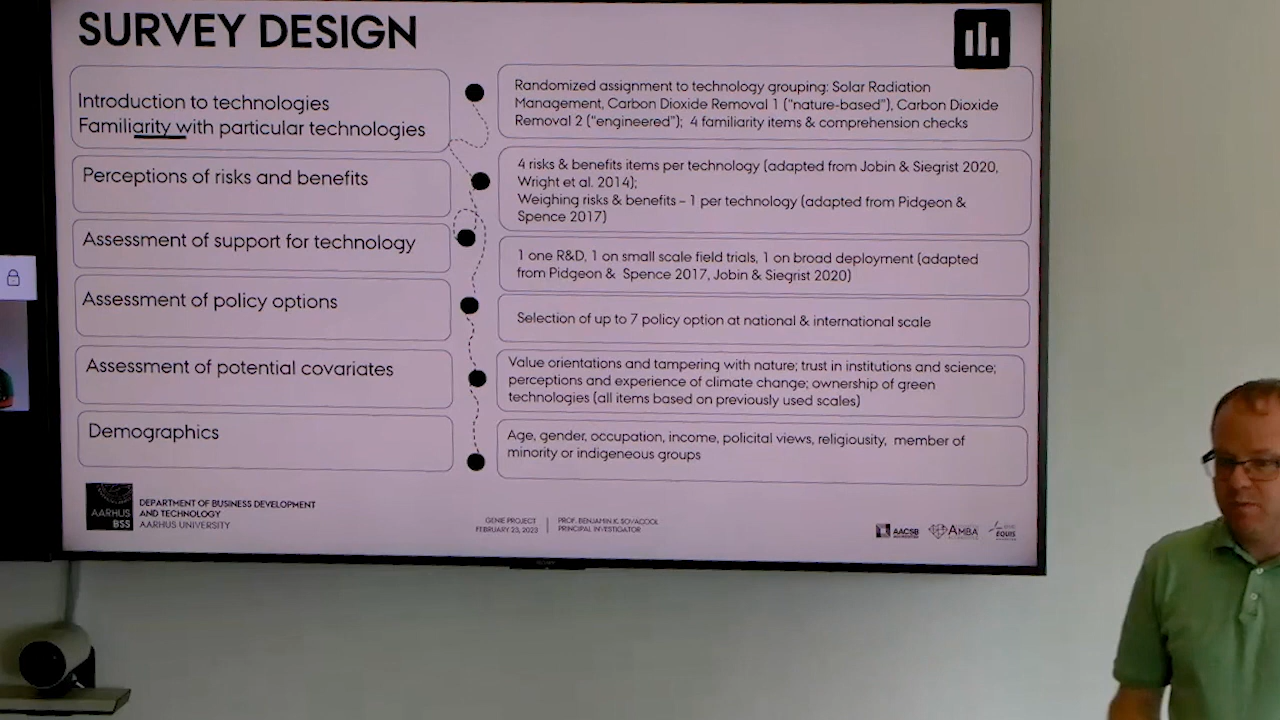 SURVEY DESIGN
Introduction to technologies
Familiarity with particular technologies
Randomized assignment to technology grouping: Solar Radiation
Management, Carbon Dioxide Removal 1 (“nature-based”), Carbon Dioxide
Removal 2 (“engineered”); 4 familiarity items & comprehension checks
Perceptions of risks and benefits
4 risks & benefits items per technology (adapted from Jobin & Siegrist 2020,
Wright et al. 2014);
Weighing risks & benefits – 1 per technology (adapted from Pidgeon &
Spence 2017)
Assessment of support for technology
1 one R&D, 1 on small scale field trials, 1 on broad deployment (adapted
from Pidgeon & Spence 2017, Jobin & Siegrist 2020)
Assessment of policy options
Selection of up to 7 policy option at national & international scale
Assessment of potential covariates
Value orientations and tampering with nature; trust in institutions and science;
perceptions and experience of climate change; ownership of green
technologies (all items based on previously used scales)
Demographics
Age, gender, occupation, income, policital views, religiousity, member of
minority or indigeneous groups
AARHUS
BSS
DEPARTMENT OF BUSINESS DEVELOPMENT
AND TECHNOLOGY
AARHUS UNIVERSITY
GENIE PROJECT
FEBRUARY 23, 2023
PROF. BENJAMIN K. SOVACOOL
PRINCIPAL INVESTIGATOR
AACSB
AMBA
EQUIS